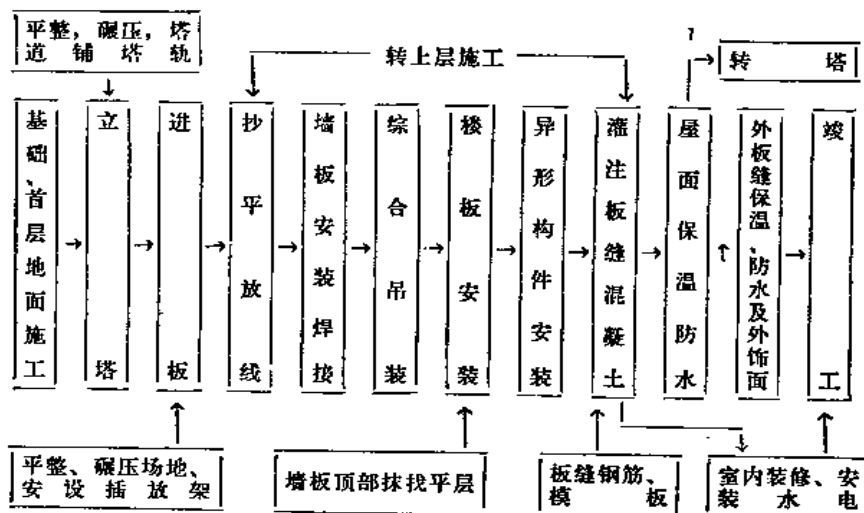 平整，碾压，塔
道铺塔轨
转上层施工
转塔
基础、首层地面施工
立塔
进板
抄平放线
墙板安装焊接
综合吊装
楼板安装
异形构件安装
灌注板缝混凝土
屋面保温防水
外板缝保温、防水及外饰面
竣工
平整、碾压场地、
安设插放架
墙板顶部抹找平层
板缝钢筋、
模板
室内装修、安
装水电